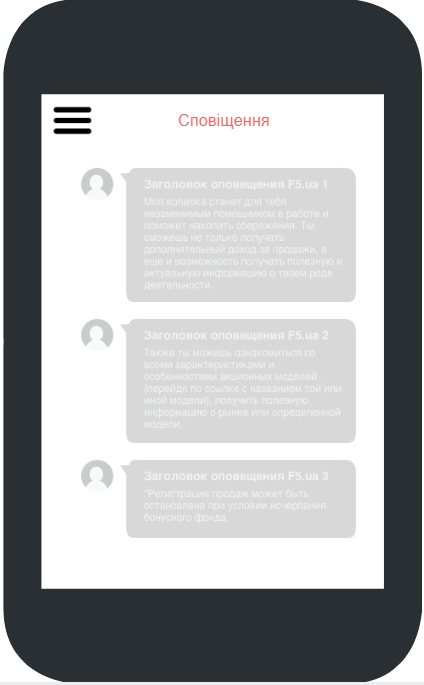 Сповіщення
Заголовок оповещения F5.ua 1
Моя копилка станет для тебя
незаменимым помощником в работе и
поможет накопить сбережения. Ты
сможешь не только получать
дополнительный доход за продажи, а
еще и возможность получать полезную и
актуальную информацию о твоем роде
деятельности.
Заголовок оповещения F5.ua 2
Также ты можешь ознакомиться со
всеми характеристиками и
особенностями акционных моделей
(перейдя по ссылке с названием той или
иной модели), получить полезную
информацию о рынке или определенной
модели.
Заголовок оповещения F5.ua 3
*Регистрация продаж может быть
остановлена при условии исчерпания
бонусного фонда